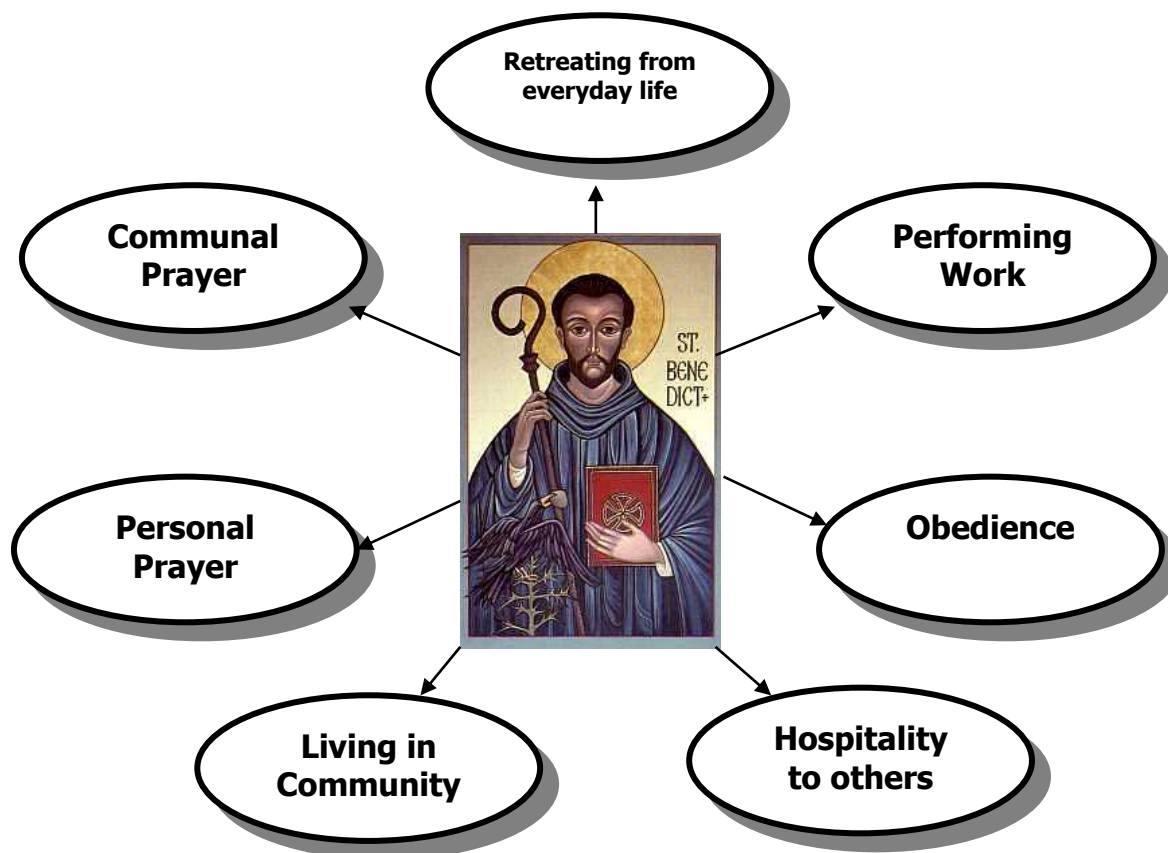 Retreating from
everyday life
Communal
Prayer
Performing
Work
ST.
BENE
DICT+
Personal
Prayer
Obedience
Living in
Community
Hospitality
to others